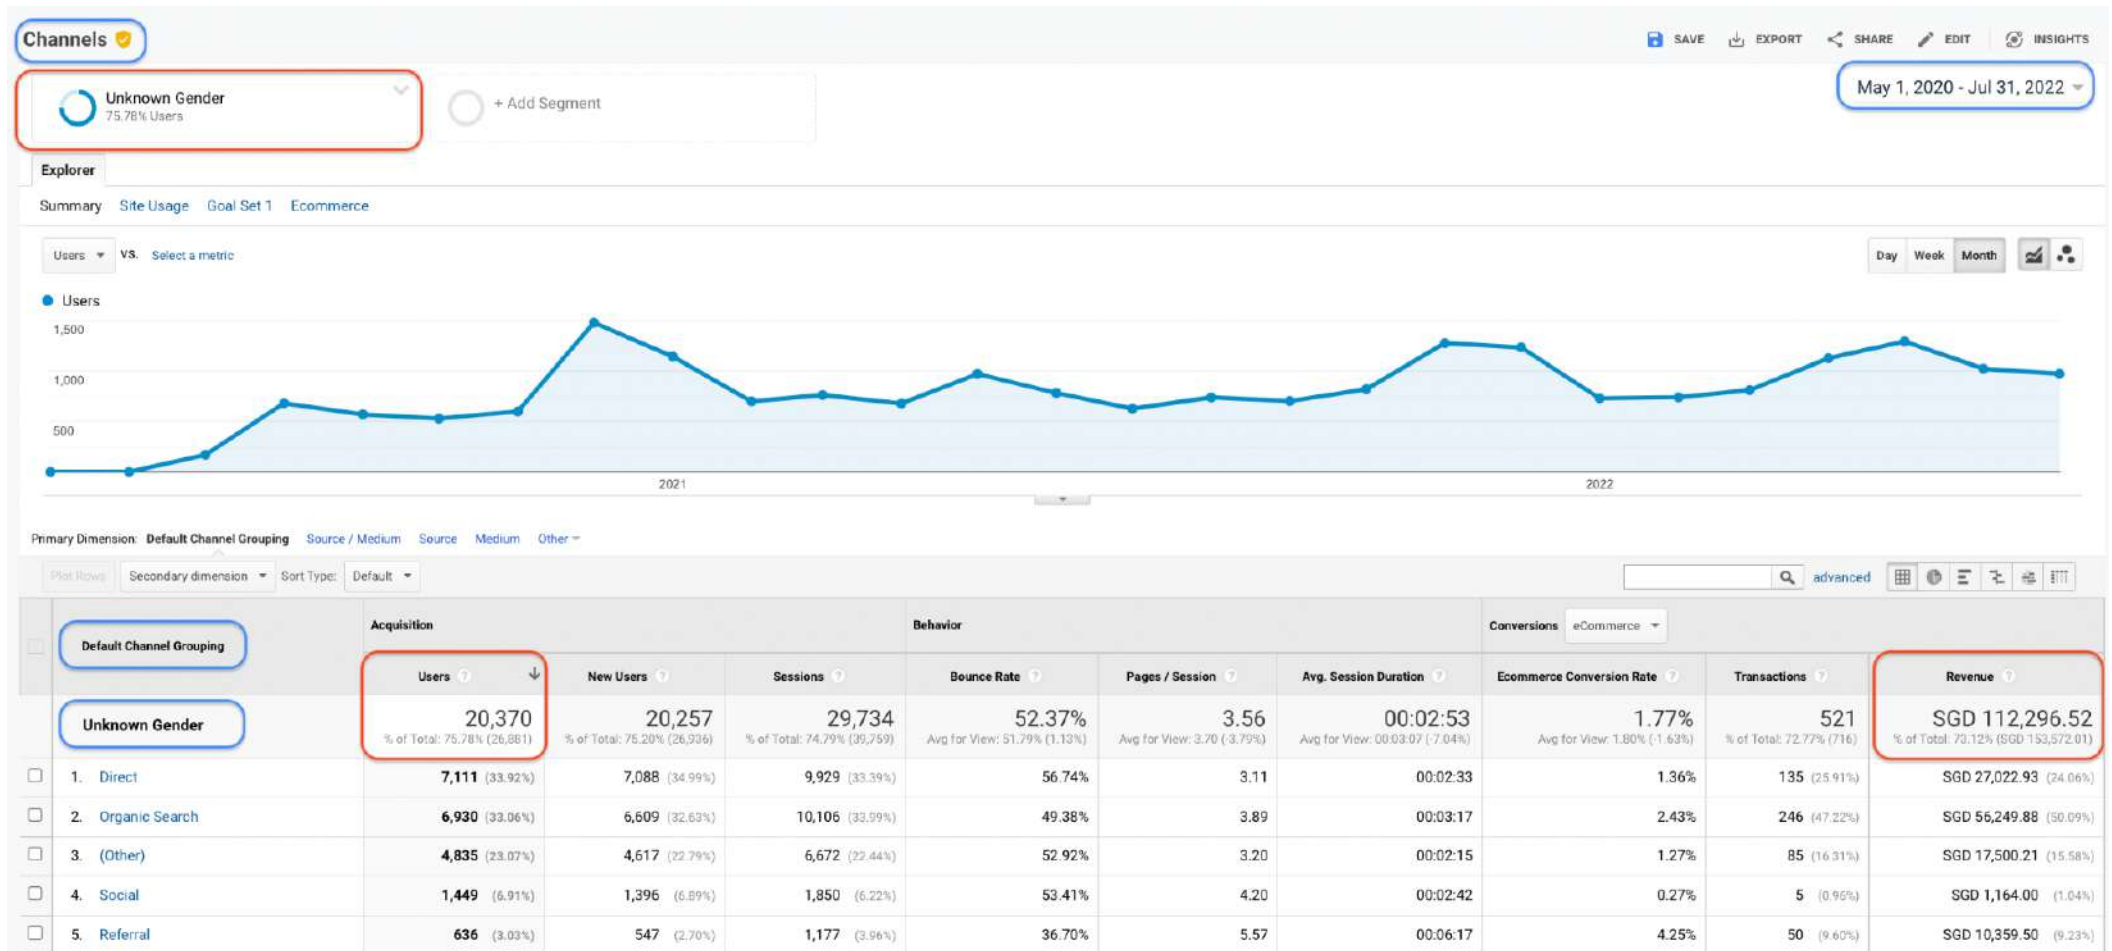 Channels
SAVE EXPORT SHARE EDIT INSIGHTS
Unknown Gender
75.78% Users
+ Add Segment
May 1, 2020 - Jul 31, 2022
Explorer
Summary Site Usage Goal Set 1 Ecommerce
Users VS. Select a metric
Day Week Month
Users
1,500
1,000
500
2021 2022
Primary Dimension: Default Channel Grouping Source / Medium Source Medium Other
Plot Rows Secondary dimension Sort Type: Default advanced
Default Channel Grouping Acquisition Behavior Conversions eCommerce
Users ? New Users ? Sessions ? Bounce Rate ? Pages / Session ? Avg. Session Duration ? Ecommerce Conversion Rate ? Transactions ? Revenue ?
Unknown Gender 20,370 20,257 29,734 52.37% 3.56 00:02:53 1.77% 521 SGD 112,296.52
% of Total: 75.78% (26,881) % of Total: 75.20% (26,936) % of Total: 74.79% (39,759) Avg for View: 51.79% (1.13%) Avg for View: 3.70 (-3.79%) Avg for View: 00:03:07 (-7.04%) Avg for View: 1.80% (-1.63%) % of Total: 72.77% (716) % of Total: 73.12% (SGD 153,572.01)
1. Direct 7,111 (33.92%) 7,088 (34.99%) 9,929 (33.39%) 56.74% 3.11 00:02:33 1.36% 135 (25.91%) SGD 27,022.93 (24.06%)
2. Organic Search 6,930 (33.06%) 6,609 (32.63%) 10,106 (33.99%) 49.38% 3.89 00:03:17 2.43% 246 (47.22%) SGD 56,249.88 (50.09%)
3. (Other) 4,835 (23.07%) 4,617 (22.79%) 6,672 (22.44%) 52.92% 3.20 00:02:15 1.27% 85 (16.31%) SGD 17,500.21 (15.58%)
4. Social 1,449 (6.91%) 1,396 (6.89%) 1,850 (6.22%) 53.41% 4.20 00:02:42 0.27% 5 (0.96%) SGD 1,164.00 (1.04%)
5. Referral 636 (3.03%) 547 (2.70%) 1,177 (3.96%) 36.70% 5.57 00:06:17 4.25% 50 (9.60%) SGD 10,359.50 (9.23%)